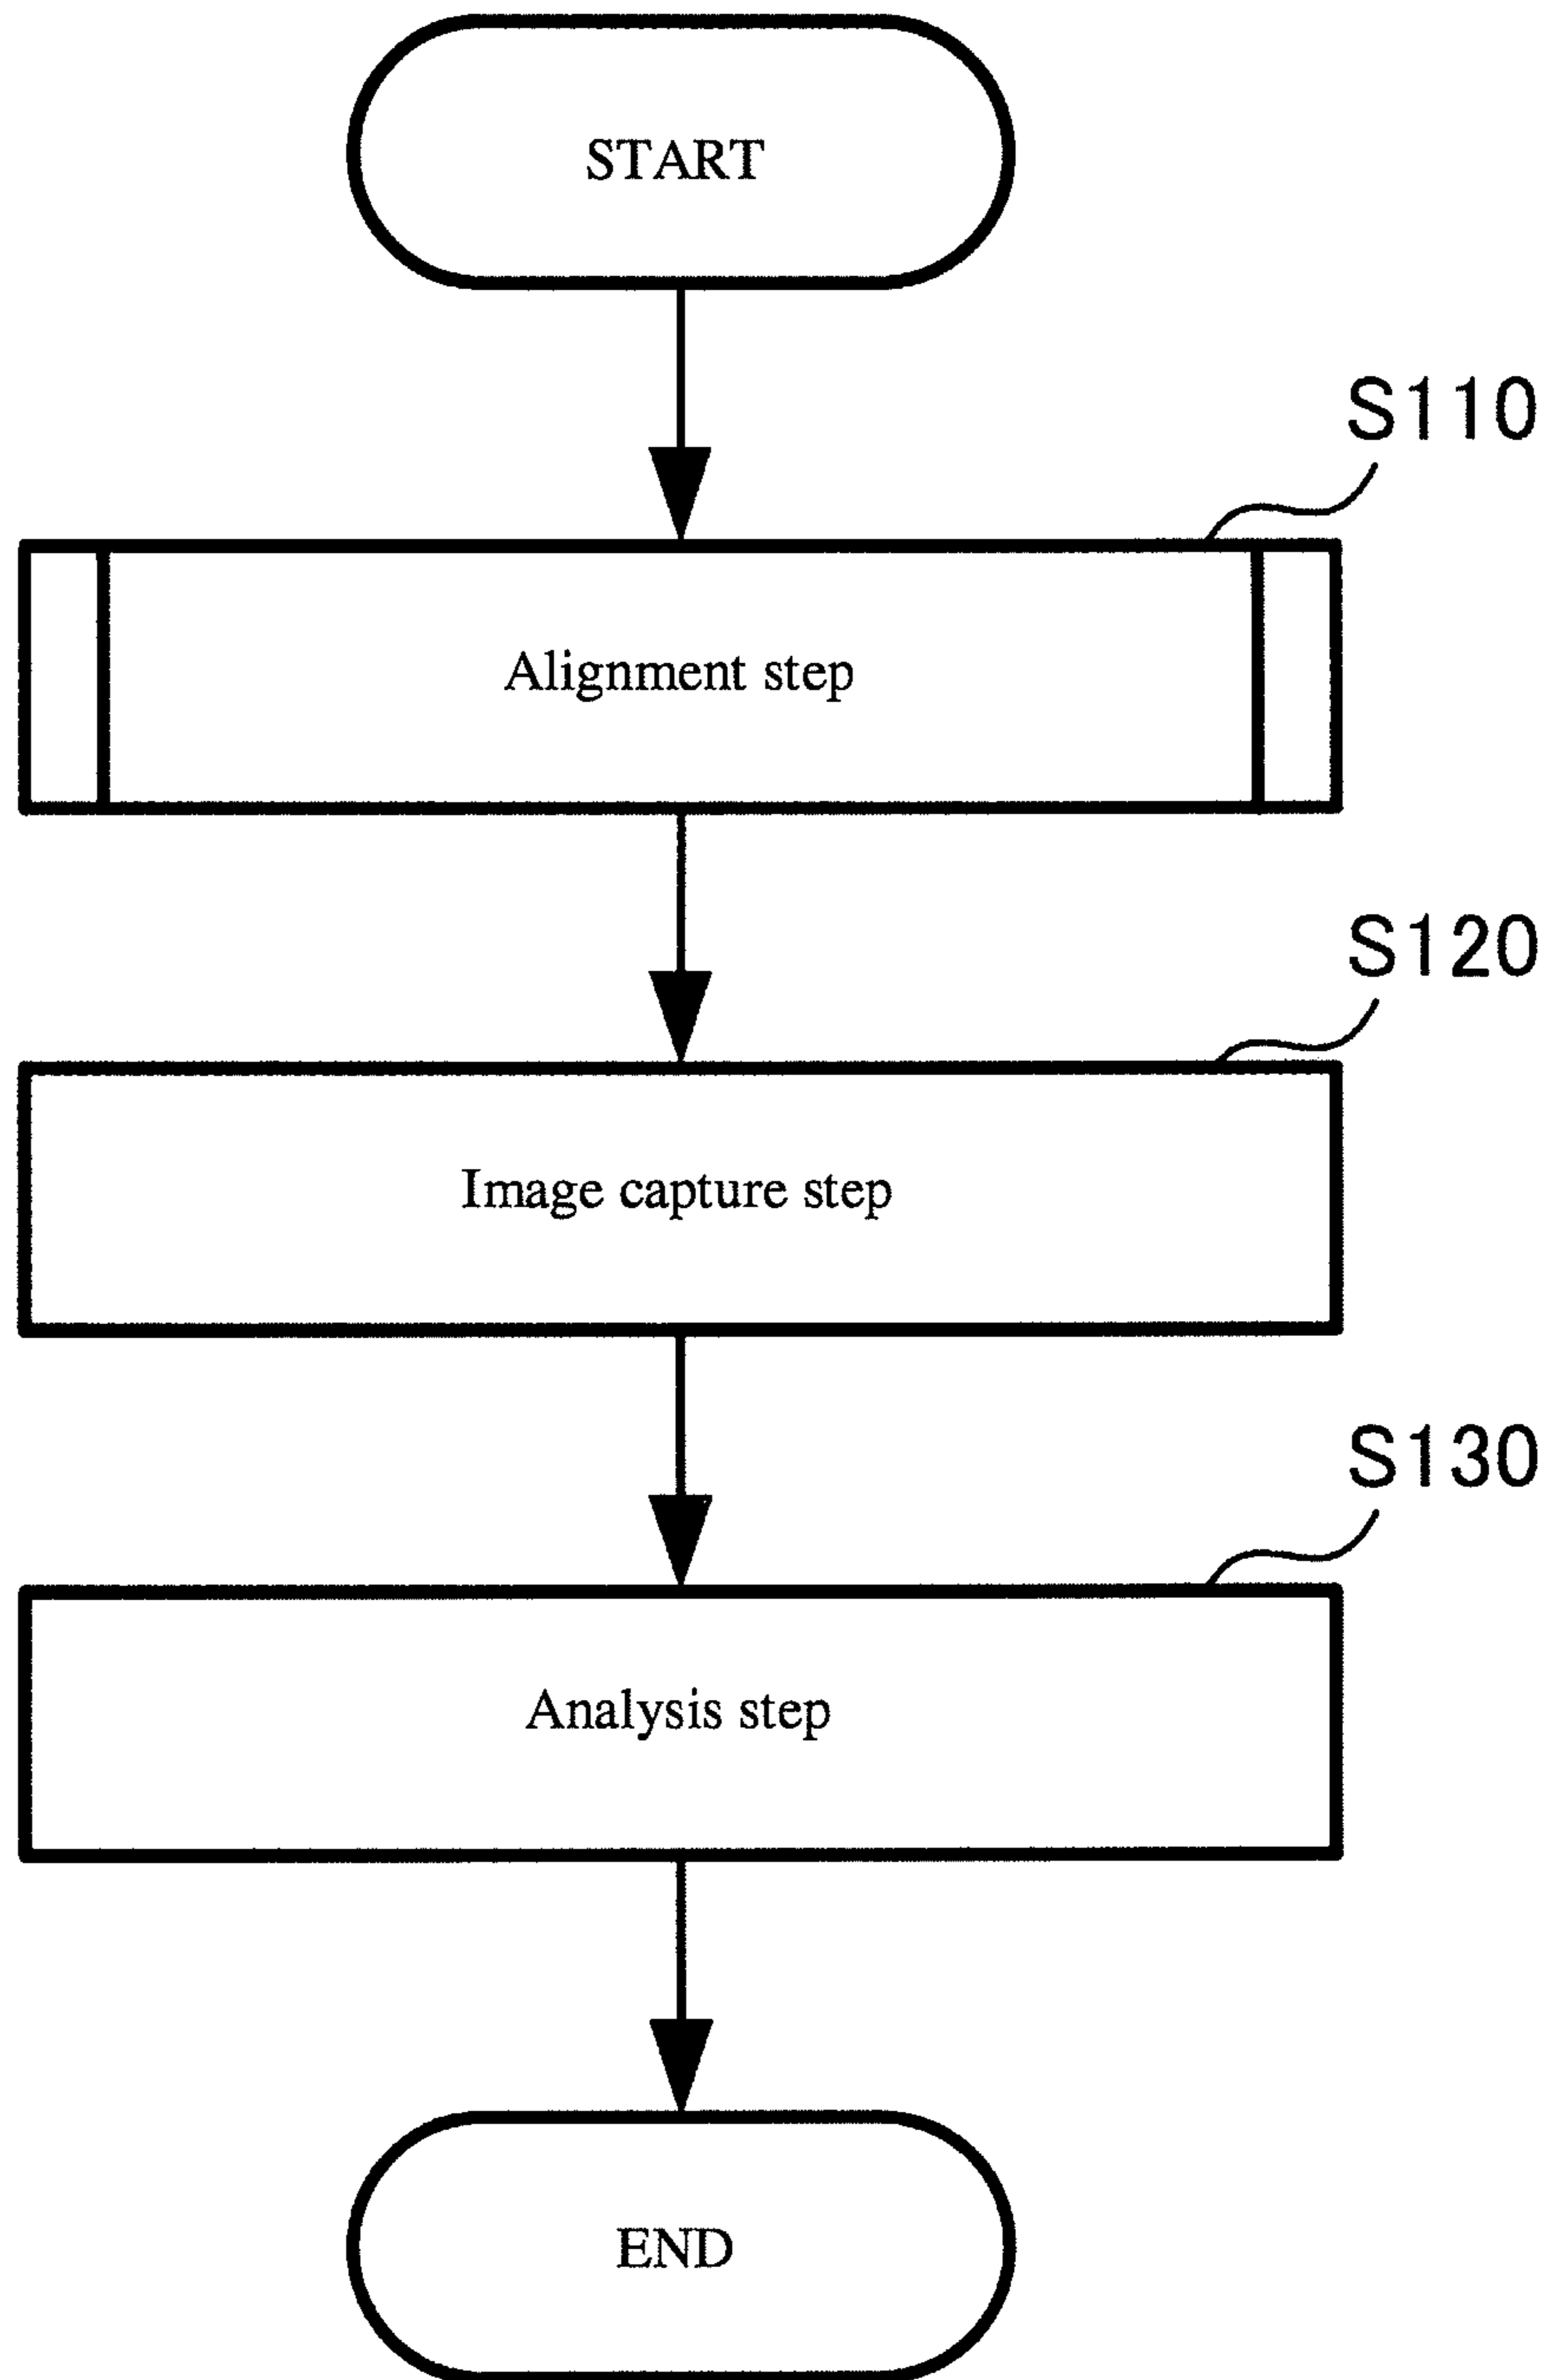 START
S110
Alignment step
S120
Image capture step
S130
Analysis step
END